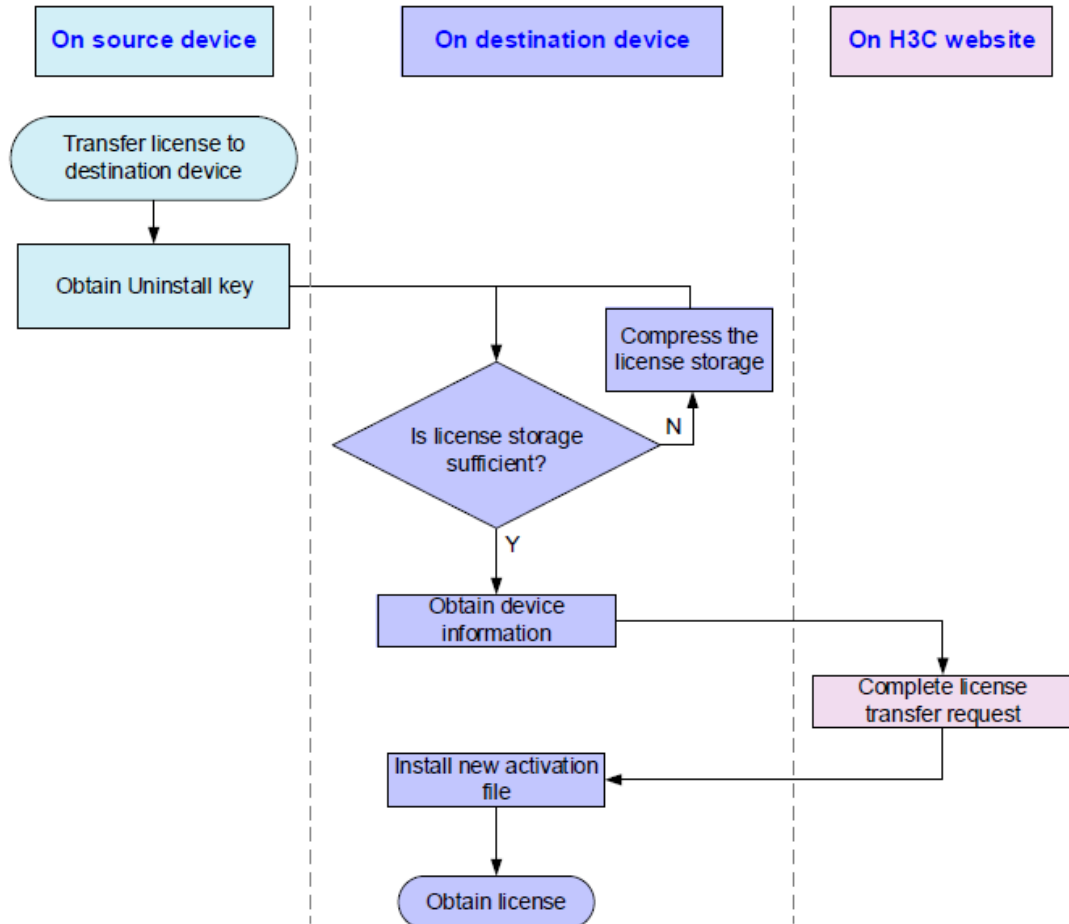 On source device
On destination device
On H3C website
Transfer license to
destination device
Obtain Uninstall key
Compress the
license storage
Is license storage
sufficient?
N
Y
Obtain device
information
Complete license
transfer request
Install new activation
file
Obtain license